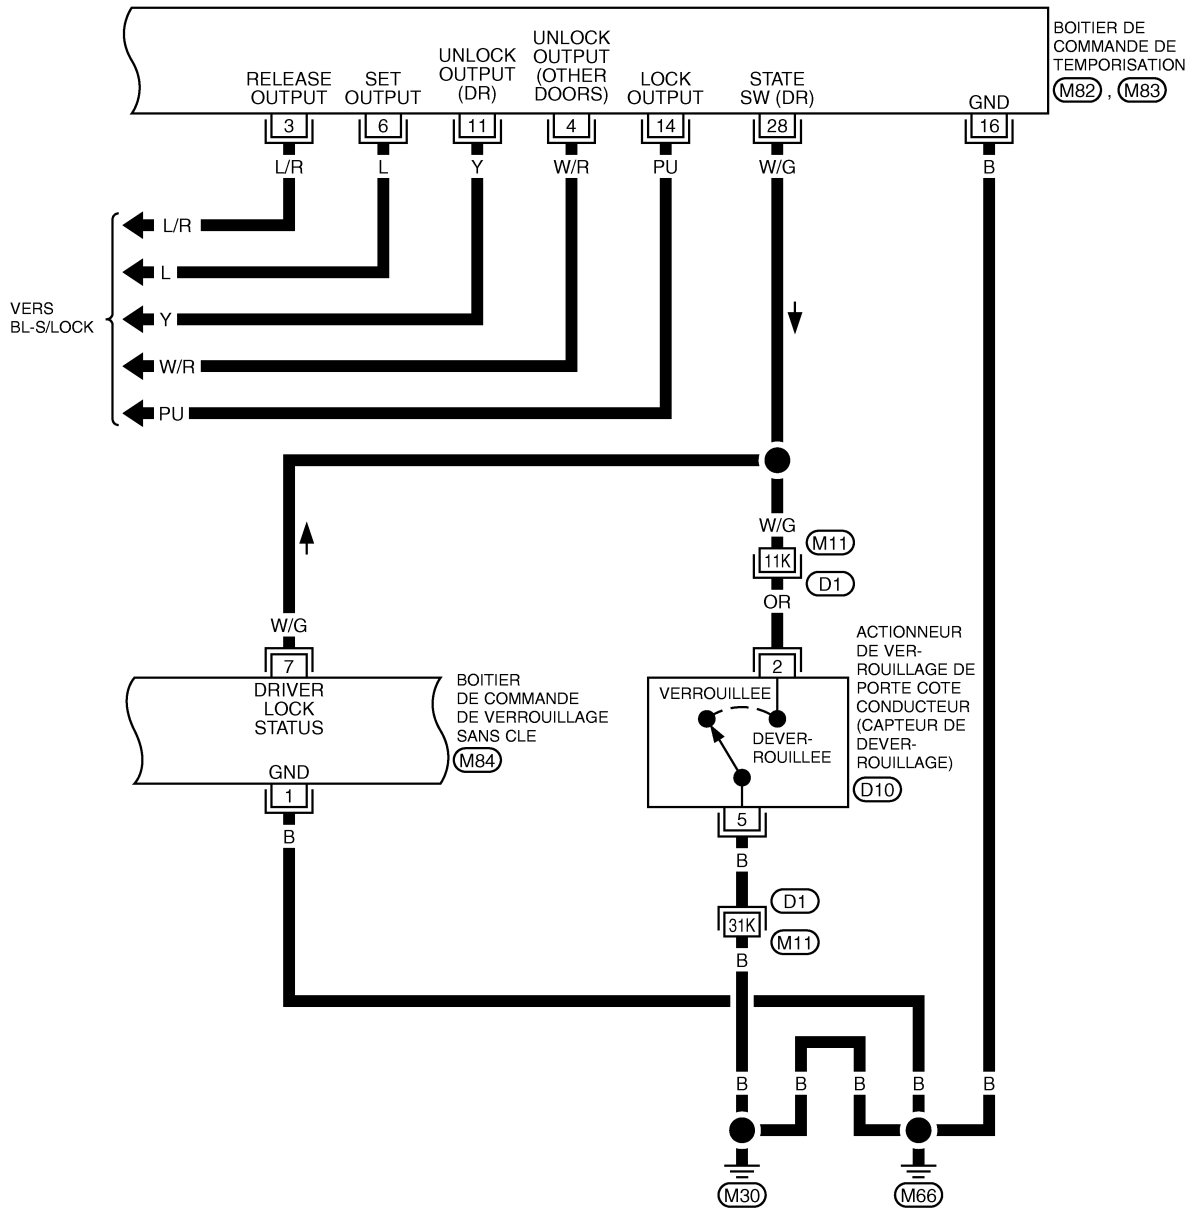 BOITIER DE
COMMANDE DE
TEMPORISATION
M82 , M83
RELEASE
OUTPUT
SET
OUTPUT
UNLOCK
OUTPUT
(DR)
UNLOCK
OUTPUT
(OTHER
DOORS)
LOCK
OUTPUT
STATE
SW (DR)
GND
3 6 11 4 14 28 16
L/R L Y W/R PU W/G B
L/R
L
VERS
BL-S/LOCK
Y
W/R
PU
W/G
M11
11K
D1
OR
W/G
7
DRIVER
LOCK
STATUS
GND
1
B
BOITIER
DE COMMANDE
DE VERROUILLAGE
SANS CLE
M84
2
VERROUILLEE
DEVER-
ROUILLEE
5
ACTIONNEUR
DE VER-
ROUILLAGE DE
PORTE COTE
CONDUCTEUR
(CAPTEUR DE
DEVER-
ROUILLAGE)
D10
B
D1
31K
M11
B
B B B B B
M30 M66